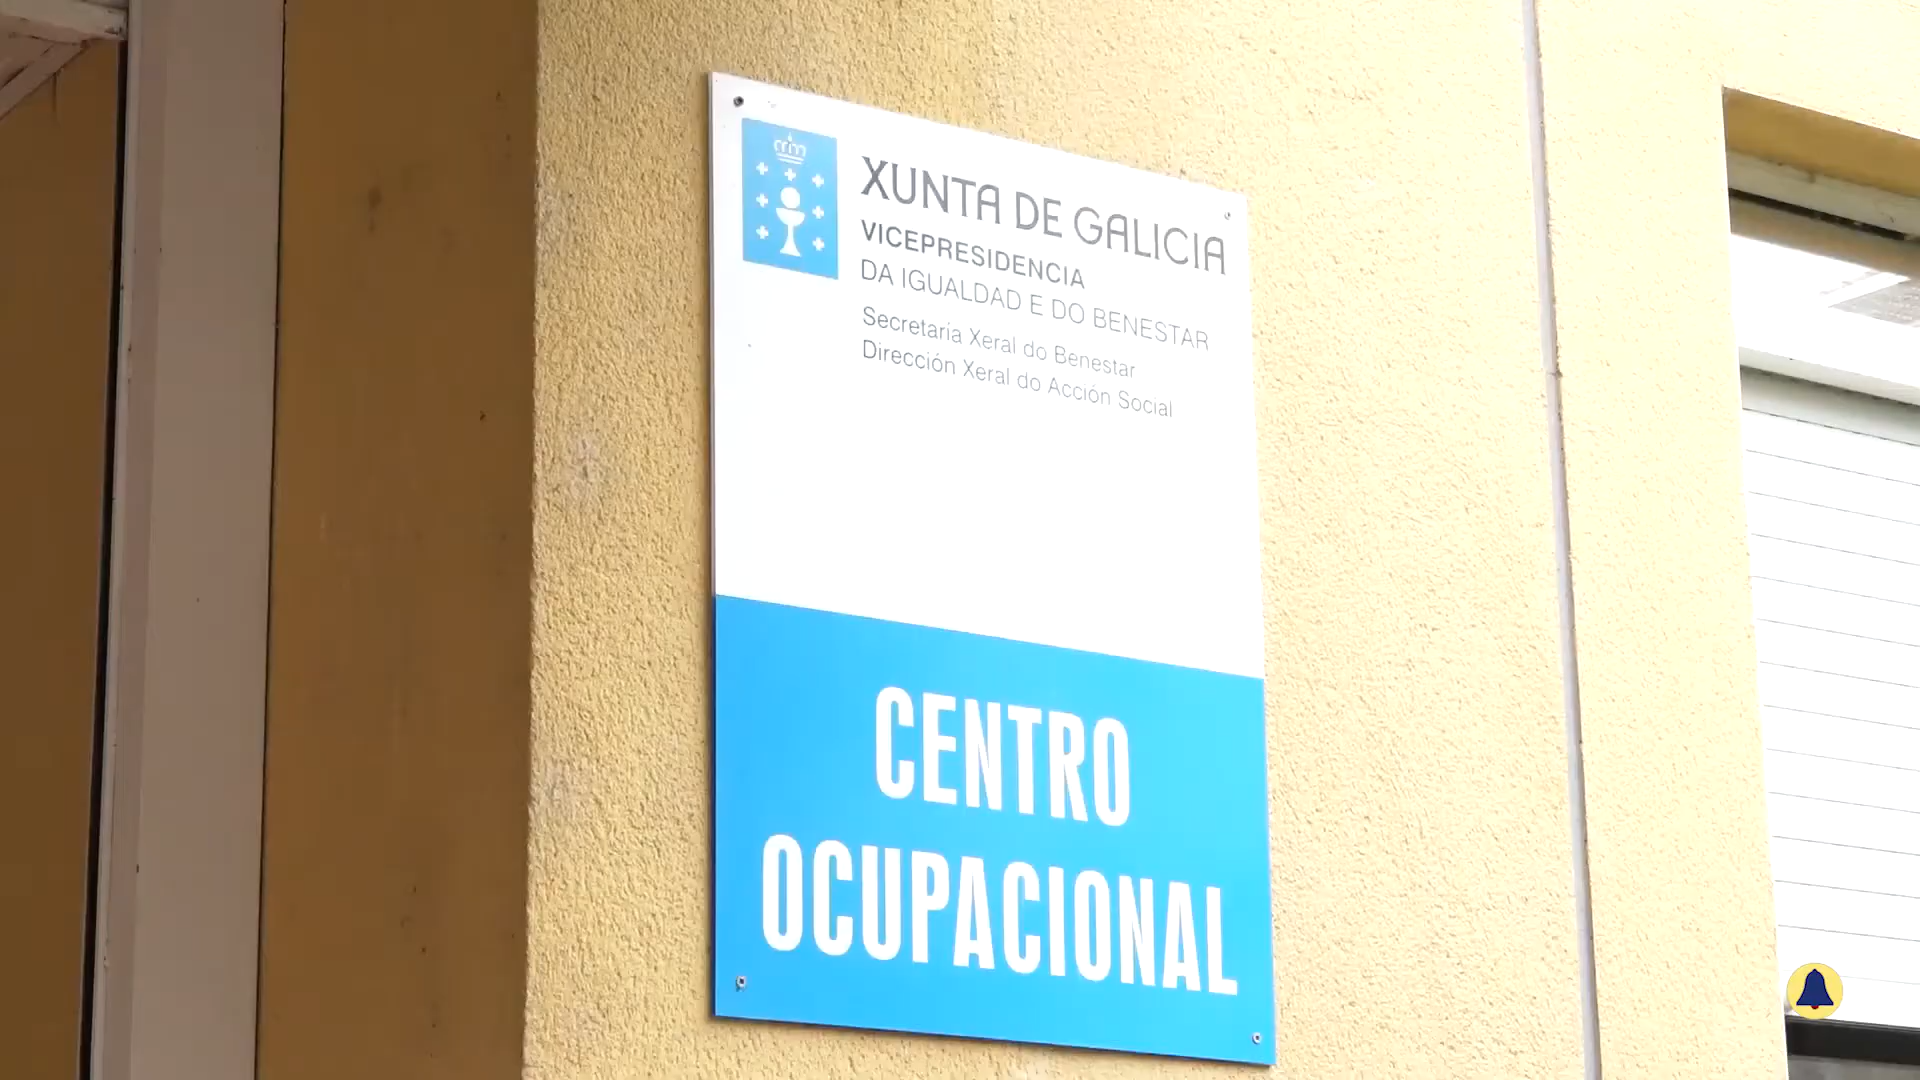 XUNTA DE GALICIA
VICEPRESIDENCIA
DA IGUALDAD E DO BENESTAR
Secretaria Xeral do Benestar
Dirección Xeral do Acción Social
CENTRO
OCUPACIONAL